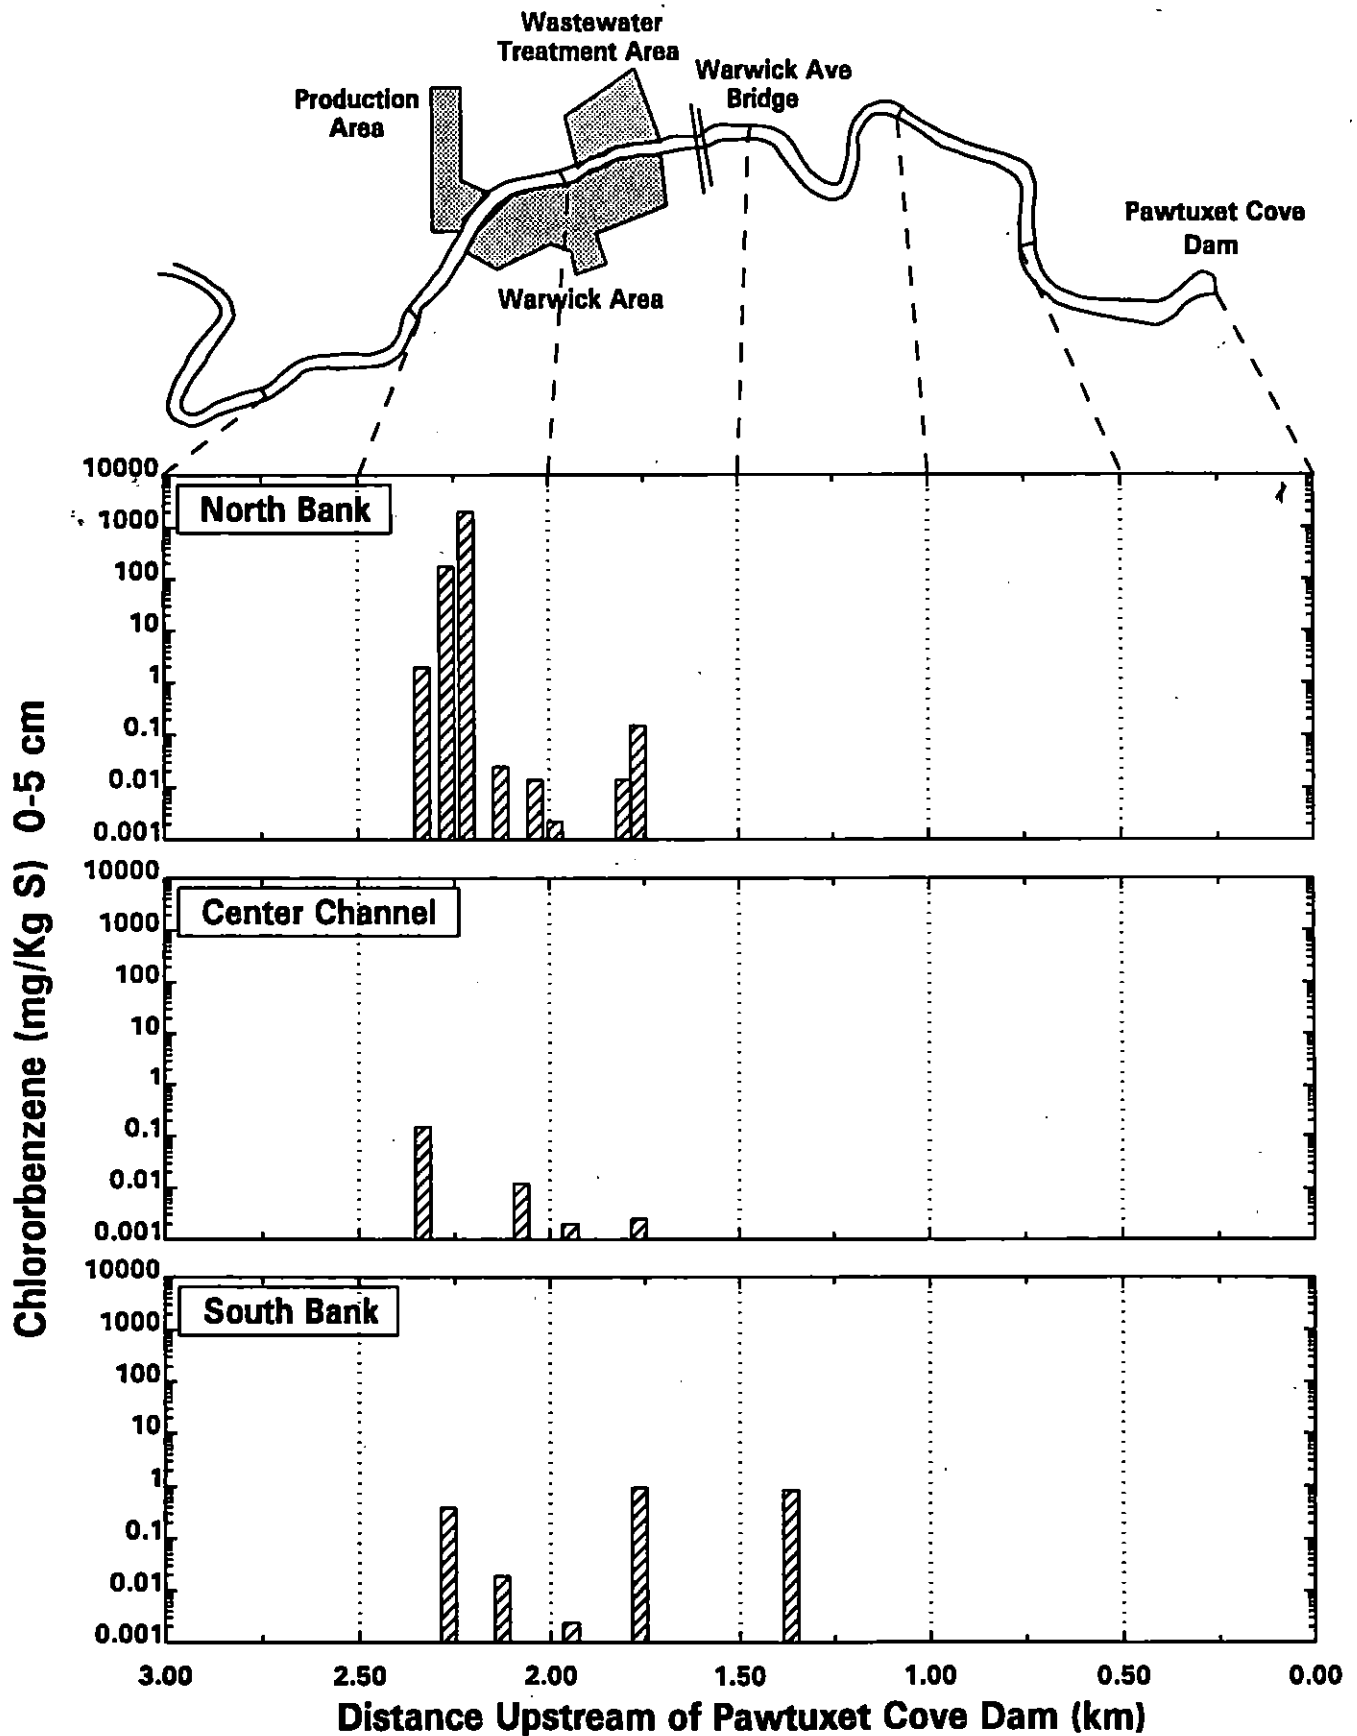 Wastewater
Treatment Area
Warwick Ave
Bridge
Production
Area
Pawtuxet Cove
Dam
Warwick Area
Chlororbenzene (mg/Kg S) 0-5 cm
North Bank
10000
1000
100
10
1
0.1
0.01
0.001
Center Channel
10000
1000
100
10
1
0.1
0.01
0.001
South Bank
10000
1000
100
10
1
0.1
0.01
0.001
3.00 2.50 2.00 1.50 1.00 0.50 0.00
Distance Upstream of Pawtuxet Cove Dam (km)